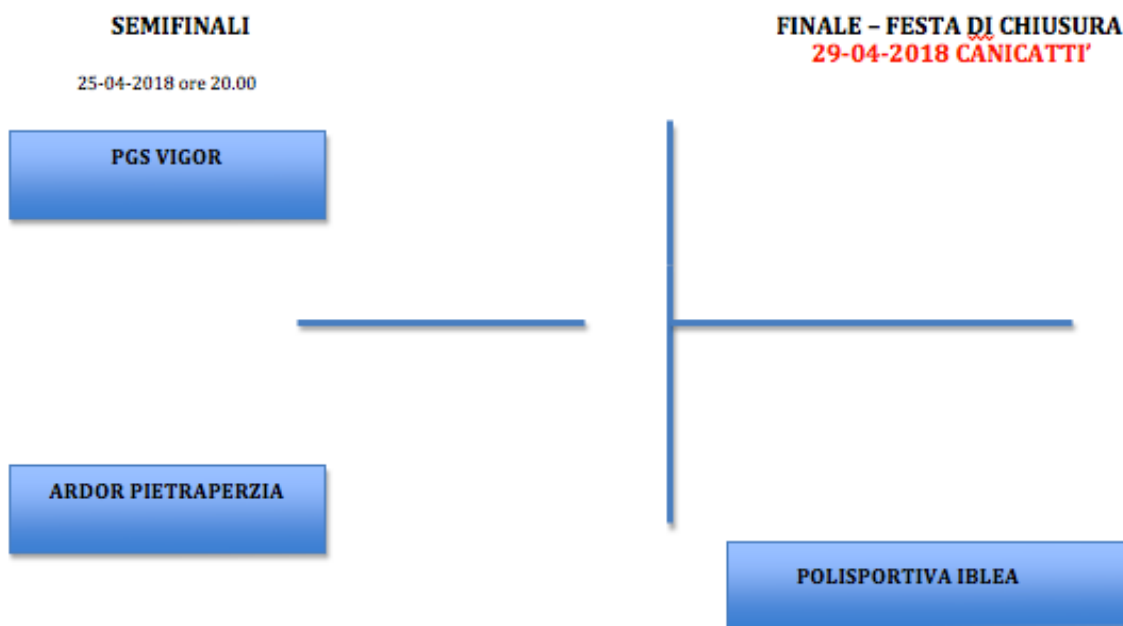 SEMIFINALI
FINALE – FESTA DI CHIUSURA
29-04-2018 CANICATTI’
25-04-2018 ore 20.00
PGS VIGOR
ARDOR PIETRAPERZIA
POLISPORTIVA IBLEA